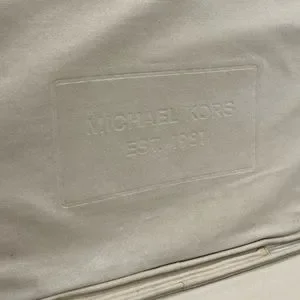 MICHAEL KORS
EST. 1981